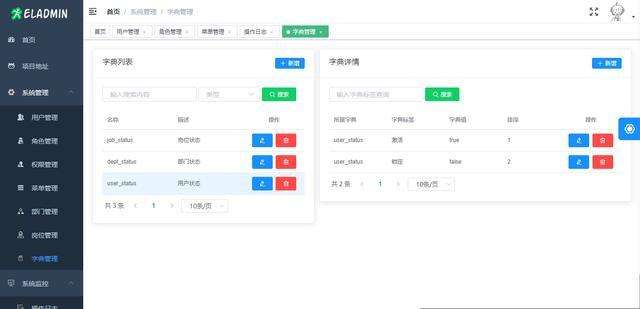 ELADMIN
首页
项目地址
系统管理
用户管理
角色管理
权限管理
菜单管理
部门管理
岗位管理
字典管理
系统监控
操作日志
首页 / 系统管理 / 字典管理
首页 用户管理 × 角色管理 × 菜单管理 × 操作日志 × 字典管理 ×
字典列表
+ 新增
输入搜索内容 类型 搜索
名称 描述 操作
job_status 岗位状态
dept_status 部门状态
user_status 用户状态
共 3 条 < 1 > 10条/页
字典详情
+ 新增
输入字典标签查询 搜索
所属字典 字典标签 字典值 排序 操作
user_status 激活 true 1
user_status 锁定 false 2
共 2 条 < 1 > 10条/页